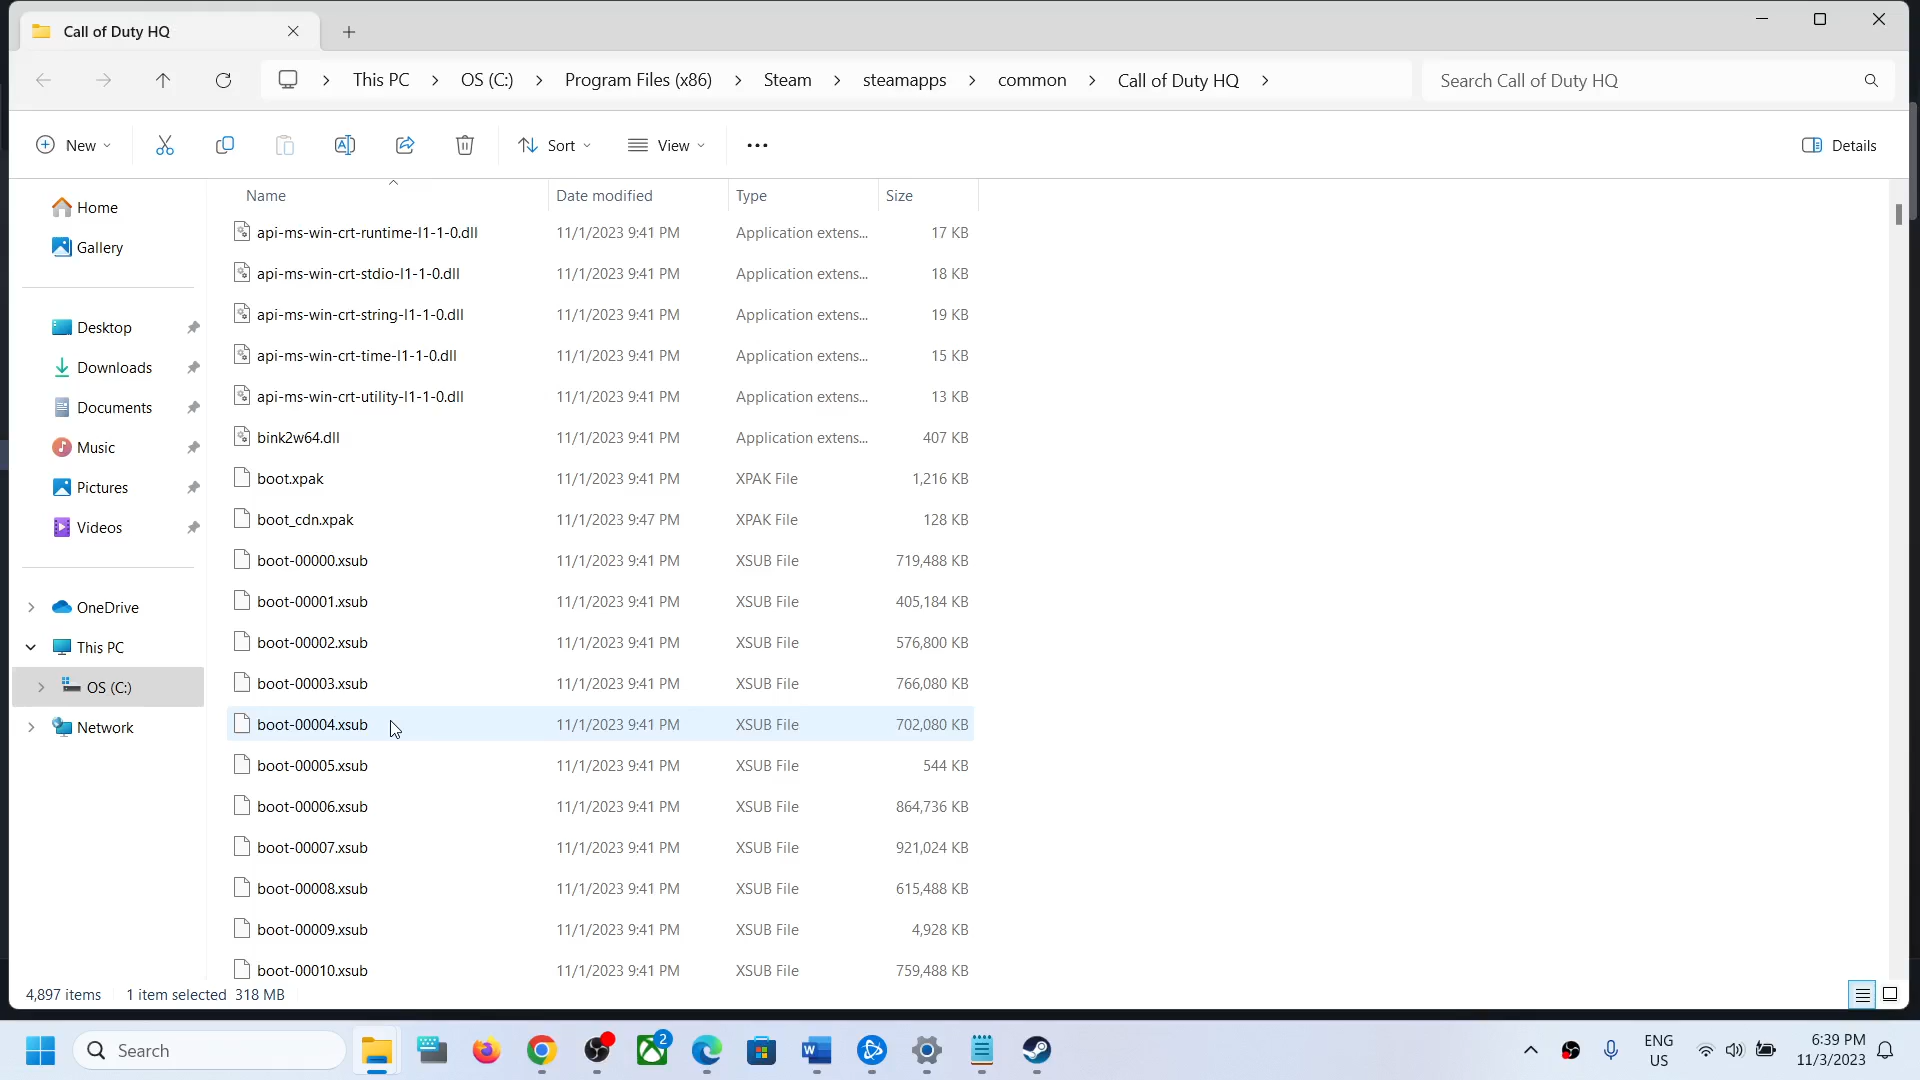 Call of Duty HQ
This PC
OS (C:)
Program Files (x86)
Steam
steamapps
common
Call of Duty HQ
Search Call of Duty HQ
New
Sort
View
Details
Home
Gallery
Desktop
Downloads
Documents
Music
Pictures
Videos
OneDrive
This PC
OS (C:)
Network
Name Date modified Type Size
api-ms-win-crt-runtime-l1-1-0.dll 11/1/2023 9:41 PM Application extens... 17 KB
api-ms-win-crt-stdio-l1-1-0.dll 11/1/2023 9:41 PM Application extens... 18 KB
api-ms-win-crt-string-l1-1-0.dll 11/1/2023 9:41 PM Application extens... 19 KB
api-ms-win-crt-time-l1-1-0.dll 11/1/2023 9:41 PM Application extens... 15 KB
api-ms-win-crt-utility-l1-1-0.dll 11/1/2023 9:41 PM Application extens... 13 KB
bink2w64.dll 11/1/2023 9:41 PM Application extens... 407 KB
boot.xpak 11/1/2023 9:41 PM XPAK File 1,216 KB
boot_cdn.xpak 11/1/2023 9:47 PM XPAK File 128 KB
boot-00000.xsub 11/1/2023 9:41 PM XSUB File 719,488 KB
boot-00001.xsub 11/1/2023 9:41 PM XSUB File 405,184 KB
boot-00002.xsub 11/1/2023 9:41 PM XSUB File 576,800 KB
boot-00003.xsub 11/1/2023 9:41 PM XSUB File 766,080 KB
boot-00004.xsub 11/1/2023 9:41 PM XSUB File 702,080 KB
boot-00005.xsub 11/1/2023 9:41 PM XSUB File 544 KB
boot-00006.xsub 11/1/2023 9:41 PM XSUB File 864,736 KB
boot-00007.xsub 11/1/2023 9:41 PM XSUB File 921,024 KB
boot-00008.xsub 11/1/2023 9:41 PM XSUB File 615,488 KB
boot-00009.xsub 11/1/2023 9:41 PM XSUB File 4,928 KB
boot-00010.xsub 11/1/2023 9:41 PM XSUB File 759,488 KB
4,897 items 1 item selected 318 MB
Search
2
ENG
US
6:39 PM
11/3/2023